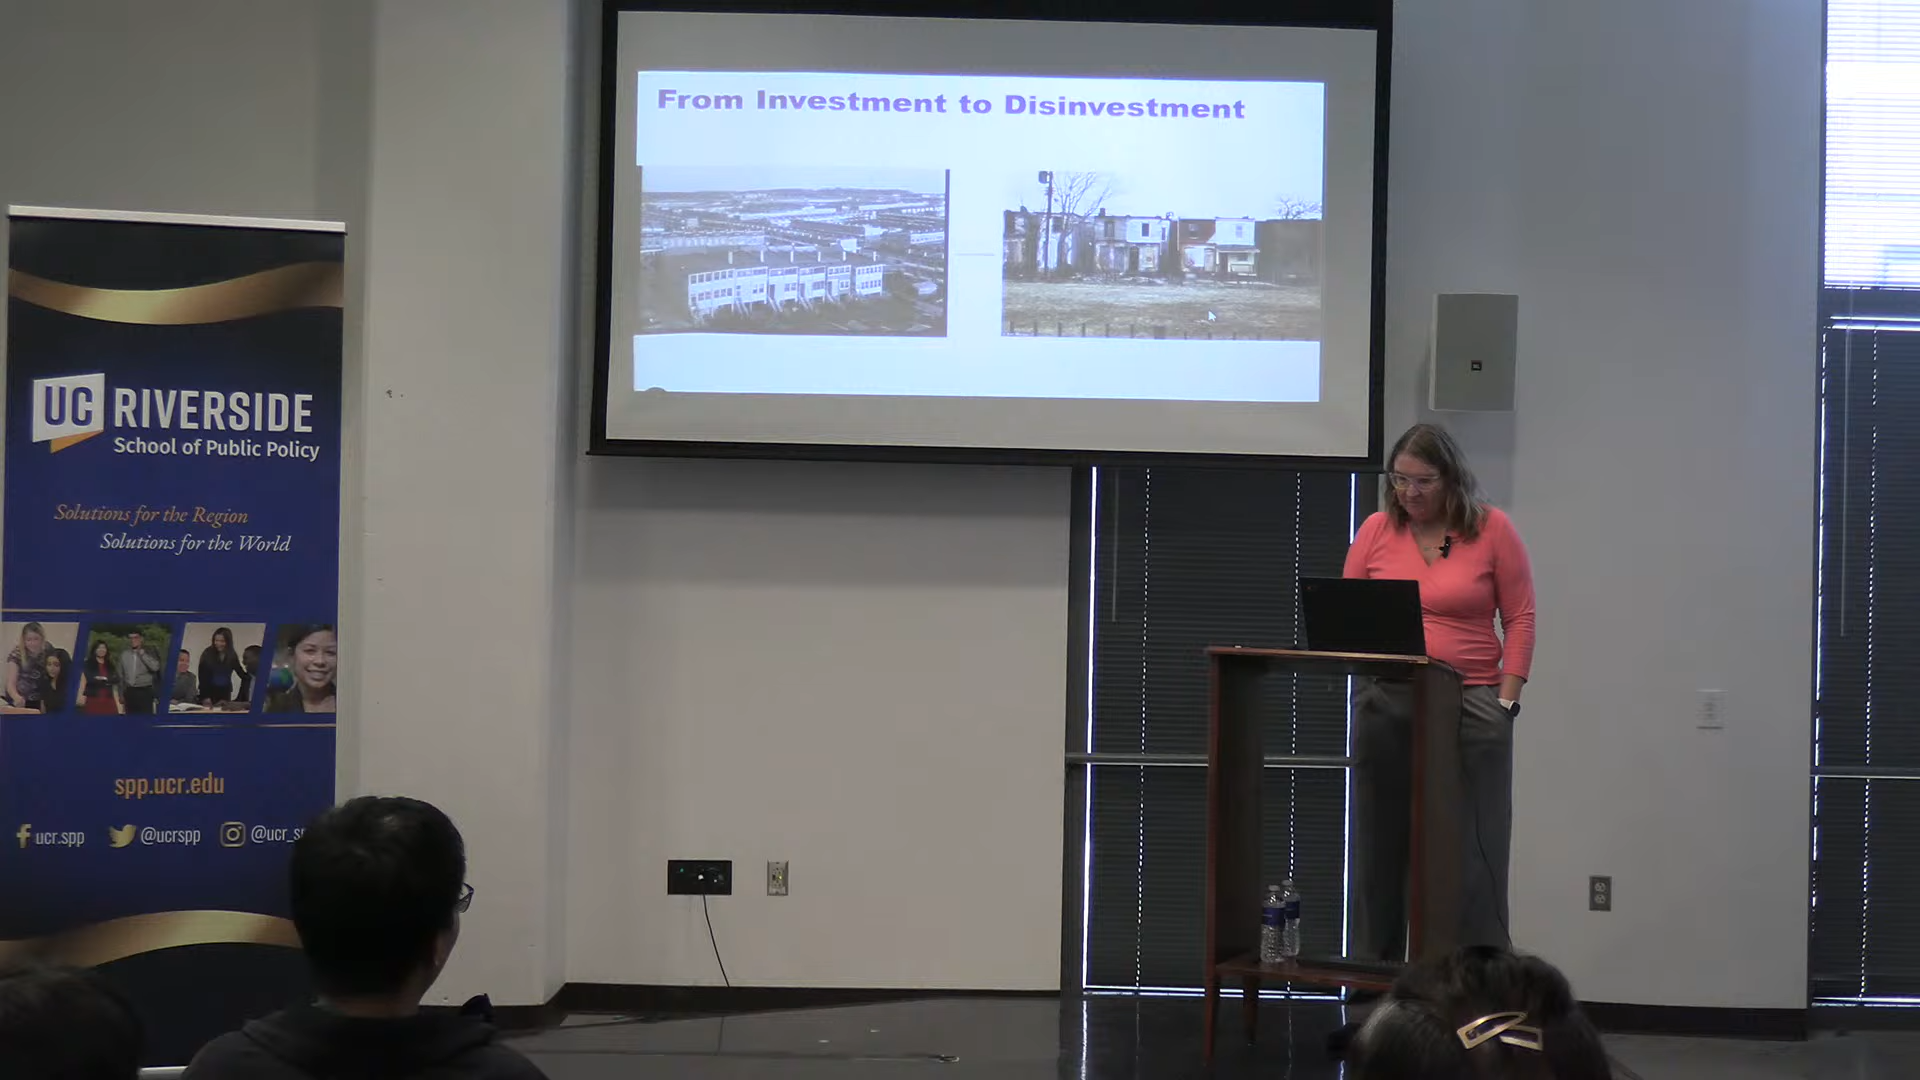 From Investment to Disinvestment
UC RIVERSIDE
School of Public Policy
Solutions for the Region
Solutions for the World
spp.ucr.edu
ucr.spp @ucrspp @ucr_s